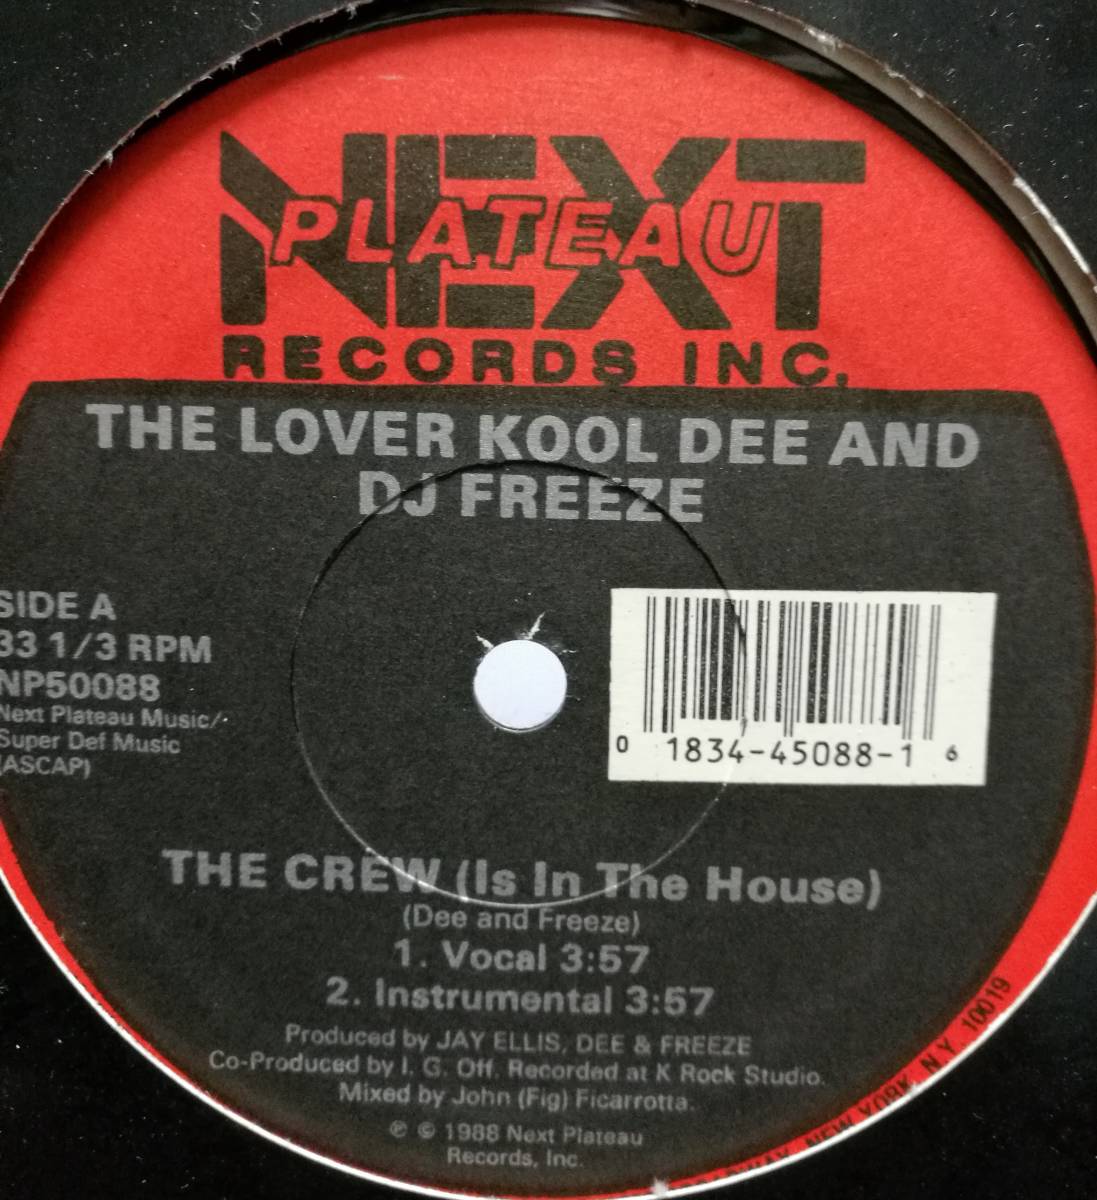 NEXT
PLATEAU
RECORDS INC.
THE LOVER KOOL DEE AND
DJ FREEZE
SIDE A
33 1/3 RPM
NP50088
Next Plateau Music/
Super Def Music
(ASCAP)
0 1834-45088-1 6
THE CREW (Is In The House)
(Dee and Freeze)
1. Vocal 3:57
2. Instrumental 3:57
Produced by JAY ELLIS, DEE & FREEZE
Co-Produced by I. G. Off. Recorded at K Rock Studio.
Mixed by John (Fig) Ficarrotta.
℗ © 1988 Next Plateau
Records, Inc.
NEW YORK, N.Y. 10019